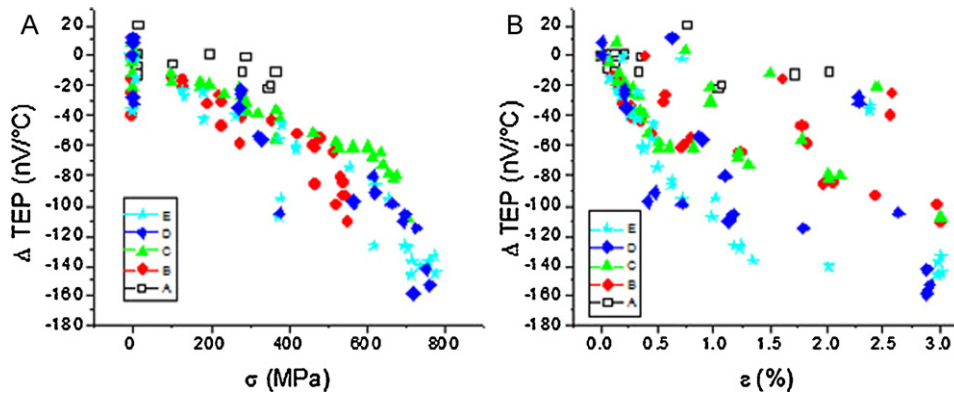 A
B
Δ TEP (nV/°C)
20
0
-20
-40
-60
-80
-100
-120
-140
-160
-180
0
200
400
600
800
σ (MPa)
E
D
C
B
A
Δ TEP (nV/°C)
20
0
-20
-40
-60
-80
-100
-120
-140
-160
-180
0.0
0.5
1.0
1.5
2.0
2.5
3.0
ε (%)
E
D
C
B
A